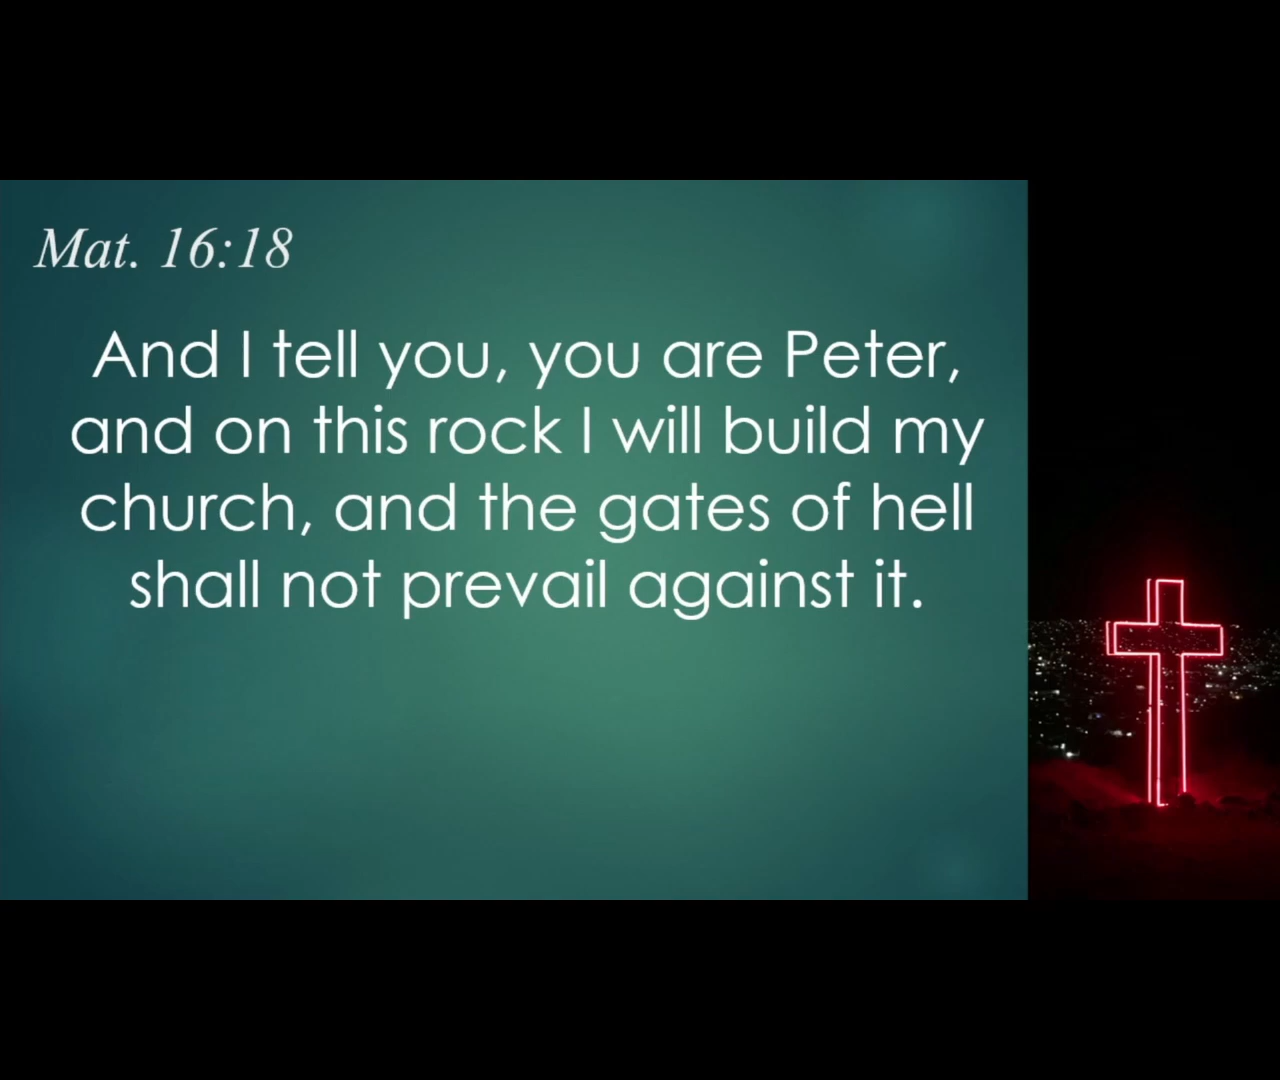 Mat. 16:18
And I tell you, you are Peter,
and on this rock I will build my
church, and the gates of hell
shall not prevail against it.